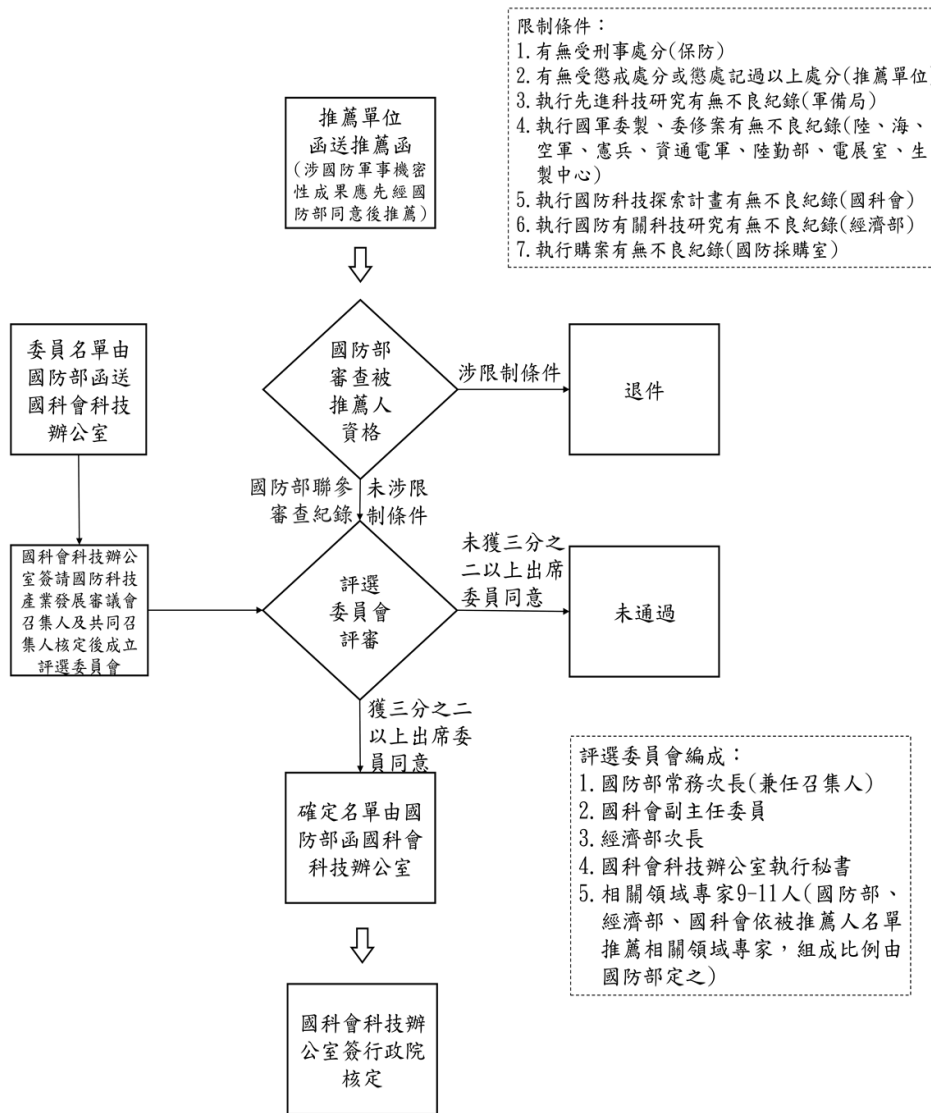 限制條件：
1. 有無受刑事處分(保防)
2. 有無受懲戒處分或懲處記過以上處分(推薦單位)
3. 執行先進科技研究有無不良紀錄(軍備局)
4. 執行國軍委製、委修案有無不良紀錄(陸、海、
空軍、憲兵、資通電軍、陸勤部、電展室、生
製中心)
5. 執行國防科技探索計畫有無不良紀錄(國科會)
6. 執行國防有關科技研究有無不良紀錄(經濟部)
7. 執行購案有無不良紀錄(國防採購室)
推薦單位
函送推薦函
(涉國防軍事機密
性成果應先經國
防部同意後推薦)
委員名單由
國防部函送
國科會科技
辦公室
國防部
審查被
推薦人
資格
涉限制條件
退件
國防部聯參
審查紀錄
未涉限
制條件
國科會科技辦公
室簽請國防科技
產業發展審議會
召集人及共同召
集人核定後成立
評選委員會
評選
委員會
評審
未獲三分之
二以上出席
委員同意
未通過
獲三分之二
以上出席委
員同意
確定名單由國
防部函國科會
科技辦公室
國科會科技辦
公室簽行政院
核定
評選委員會編成：
1. 國防部常務次長(兼任召集人)
2. 國科會副主任委員
3. 經濟部次長
4. 國科會科技辦公室執行秘書
5. 相關領域專家9-11人(國防部、
經濟部、國科會依被推薦人名單
推薦相關領域專家，組成比例由
國防部定之)